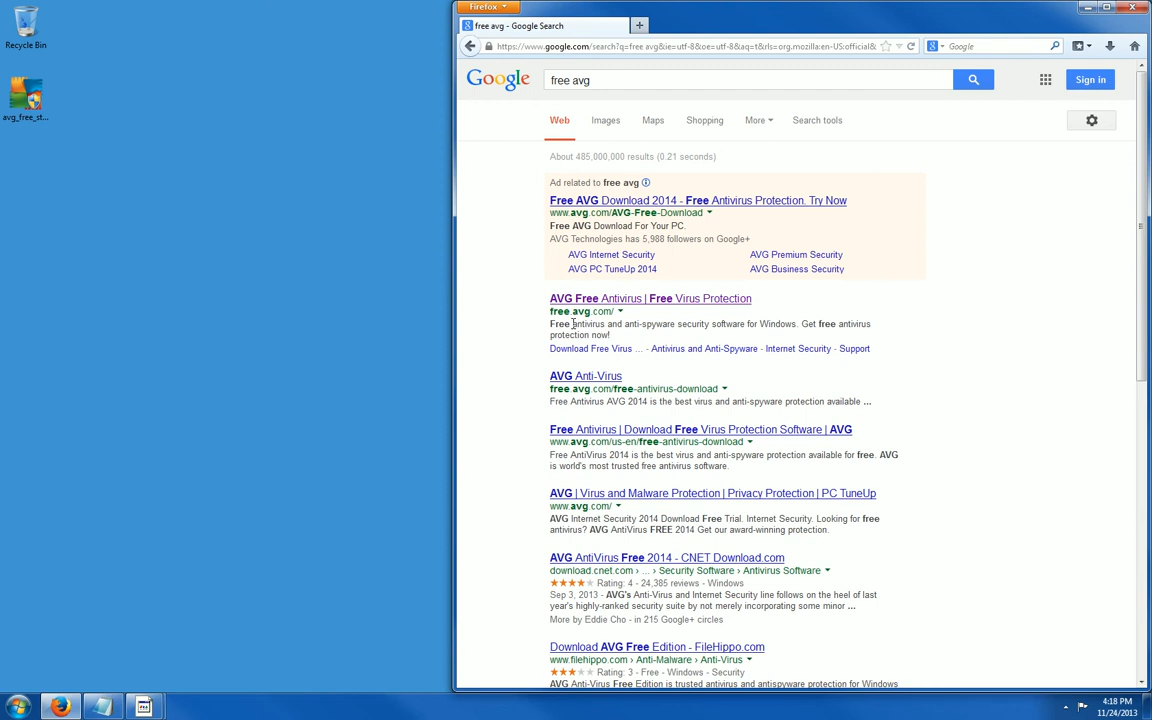 Recycle Bin
avg_free_st...
Firefox
free avg - Google Search
https://www.google.com/search?q=free avg&ie=utf-8&oe=utf-8&aq=t&rls=org.mozilla:en-US:official&
Google
Google
free avg
Sign in
Web Images Maps Shopping More Search tools
About 485,000,000 results (0.21 seconds)
Ad related to free avg
Free AVG Download 2014 - Free Antivirus Protection. Try Now
www.avg.com/AVG-Free-Download
Free AVG Download For Your PC.
AVG Technologies has 5,988 followers on Google+
AVG Internet Security AVG Premium Security
AVG PC TuneUp 2014 AVG Business Security
AVG Free Antivirus | Free Virus Protection
free.avg.com/
Free antivirus and anti-spyware security software for Windows. Get free antivirus
protection now!
Download Free Virus ... - Antivirus and Anti-Spyware - Internet Security - Support
AVG Anti-Virus
free.avg.com/free-antivirus-download
Free Antivirus AVG 2014 is the best virus and anti-spyware protection available ...
Free Antivirus | Download Free Virus Protection Software | AVG
www.avg.com/us-en/free-antivirus-download
Free AntiVirus 2014 is the best virus and anti-spyware protection available for free. AVG
is world's most trusted free antivirus software.
AVG | Virus and Malware Protection | Privacy Protection | PC TuneUp
www.avg.com/
AVG Internet Security 2014 Download Free Trial. Internet Security. Looking for free
antivirus? AVG AntiVirus FREE 2014 Get our award-winning protection.
AVG AntiVirus Free 2014 - CNET Download.com
download.cnet.com › ... › Security Software › Antivirus Software
Rating: 4 - 24,385 reviews - Windows
Sep 3, 2013 - AVG's Anti-Virus and Internet Security line follows on the heel of last
year's highly-ranked security suite by not merely incorporating some minor ...
More by Eddie Cho - in 215 Google+ circles
Download AVG Free Edition - FileHippo.com
www.filehippo.com › Anti-Malware › Anti-Virus
Rating: 3 - Free - Windows - Security
AVG Anti-Virus Free Edition is trusted antivirus and antispyware protection for Windows
4:18 PM
11/24/2013